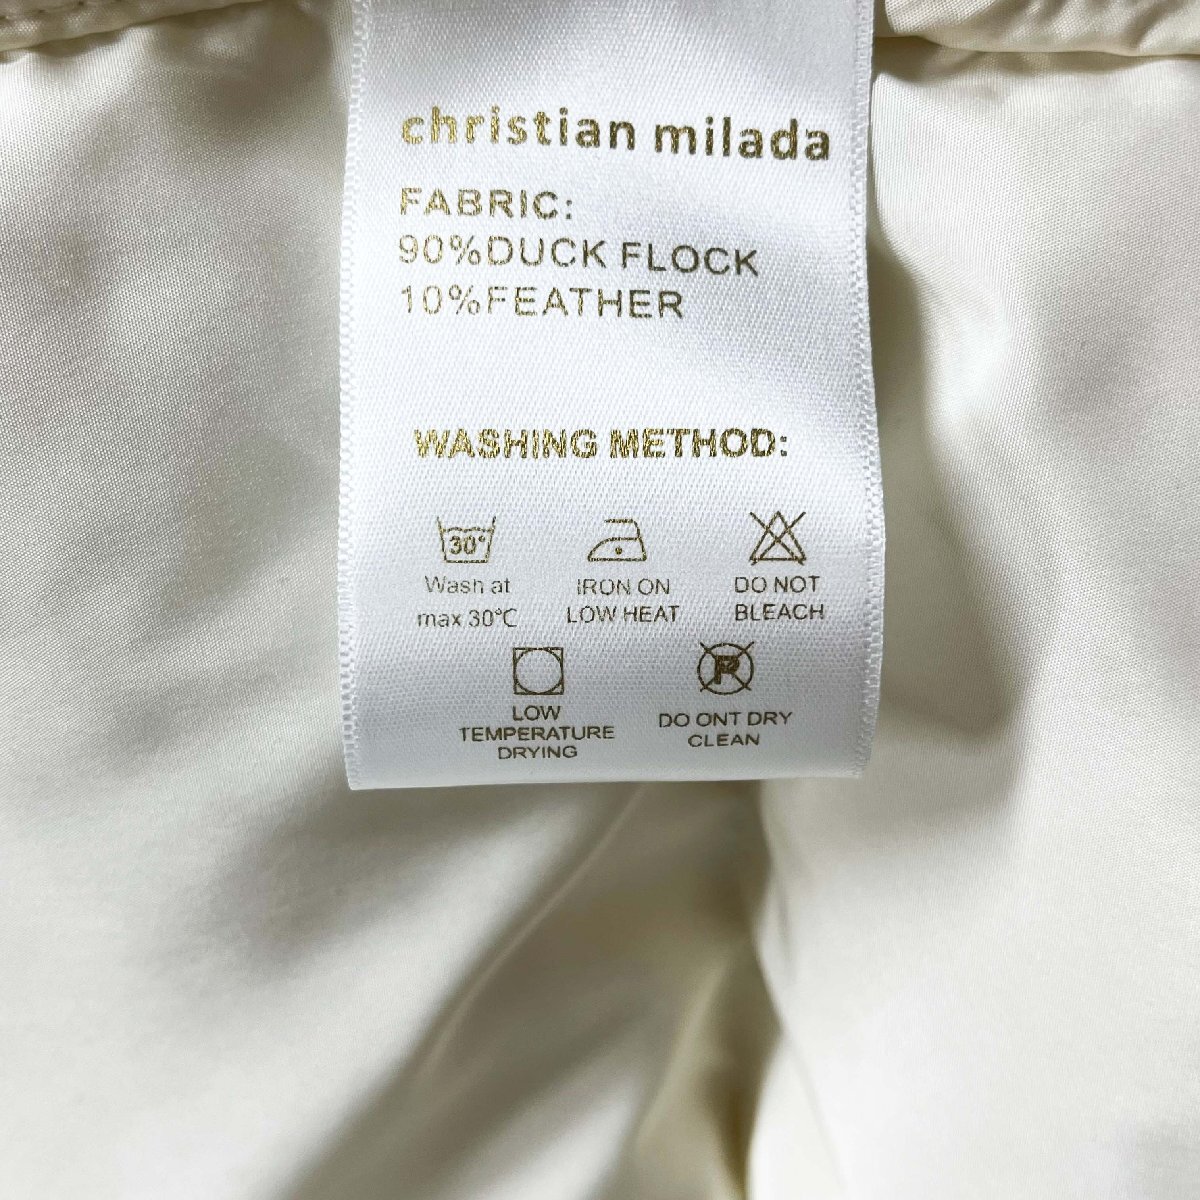 christian milada
FABRIC:
90%DUCK FLOCK
10%FEATHER
WASHING METHOD:
30°
Wash at
max 30℃
IRON ON
LOW HEAT
DO NOT
BLEACH
LOW
TEMPERATURE
DRYING
P
DO ONT DRY
CLEAN